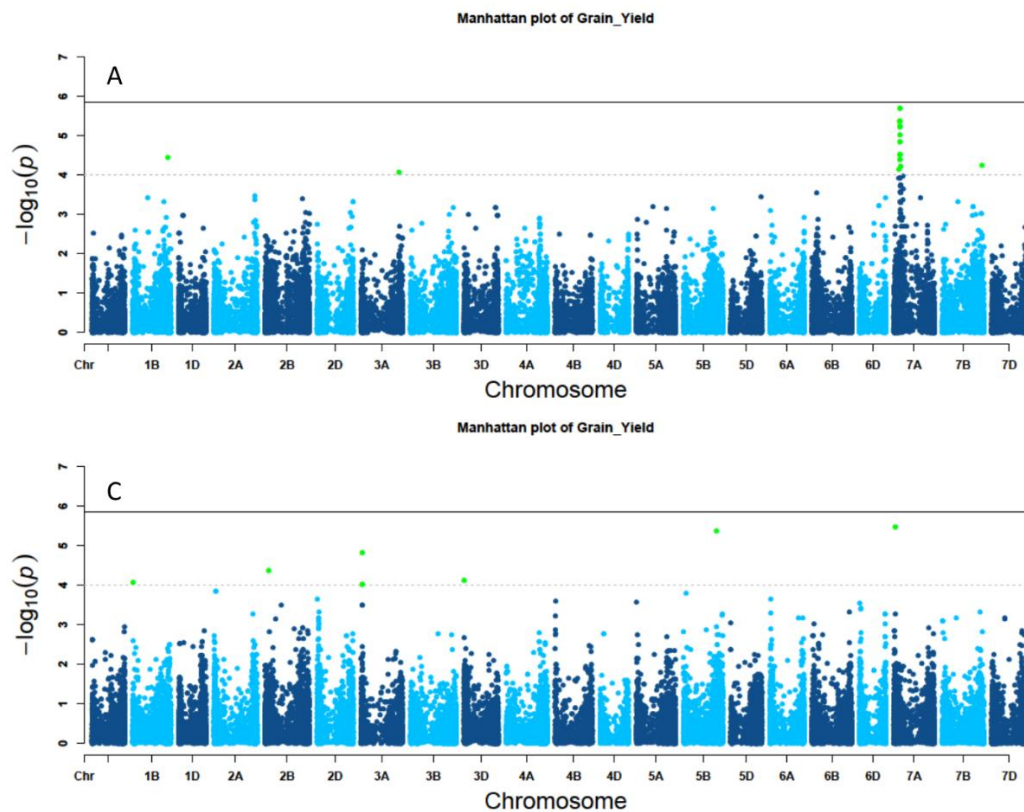 Manhattan plot of Grain_Yield
A
7
6
5
4
3
2
1
0
−log10(p)
Chr 1B 1D 2A 2B 2D 3A 3B 3D 4A 4B 4D 5A 5B 5D 6A 6B 6D 7A 7B 7D
Chromosome
Manhattan plot of Grain_Yield
C
7
6
5
4
3
2
1
0
−log10(p)
Chr 1B 1D 2A 2B 2D 3A 3B 3D 4A 4B 4D 5A 5B 5D 6A 6B 6D 7A 7B 7D
Chromosome